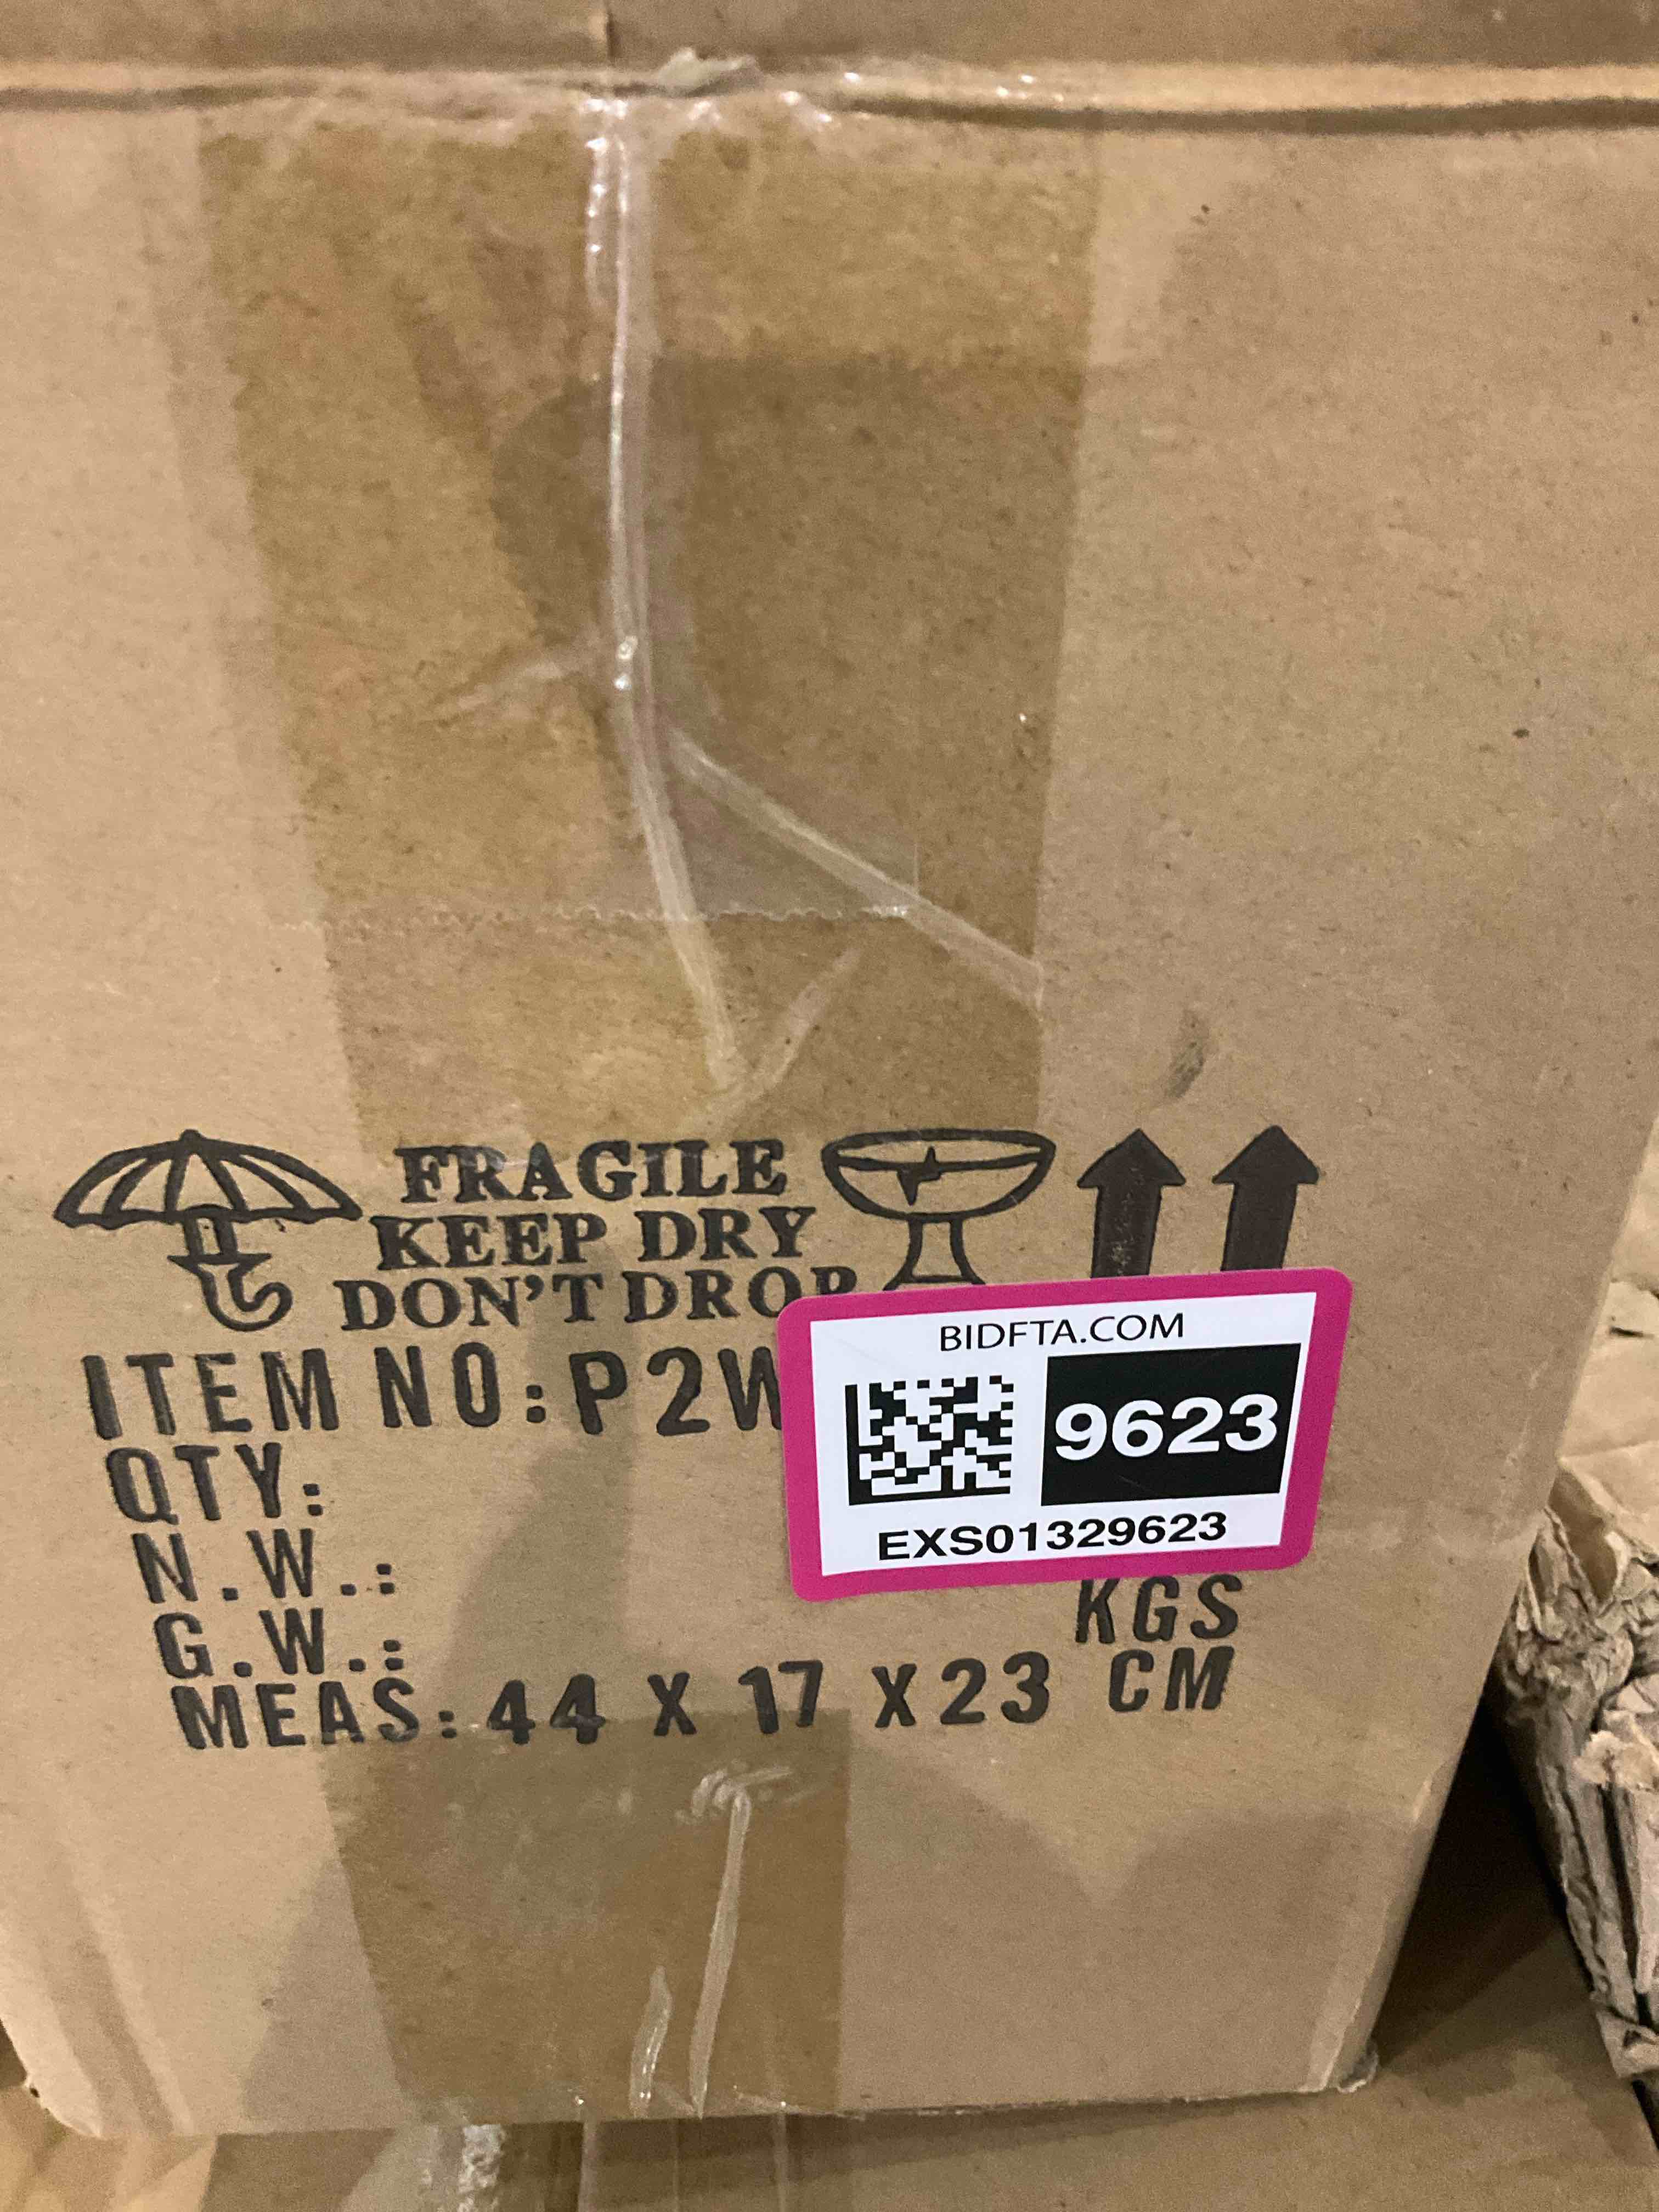 FRAGILE
KEEP DRY
DON'T DROP
ITEM NO: P2W
QTY:
N.W.:
G.W.: KGS
MEAS: 44 X 17 X 23 CM
BIDFTA.COM
9623
EXS01329623